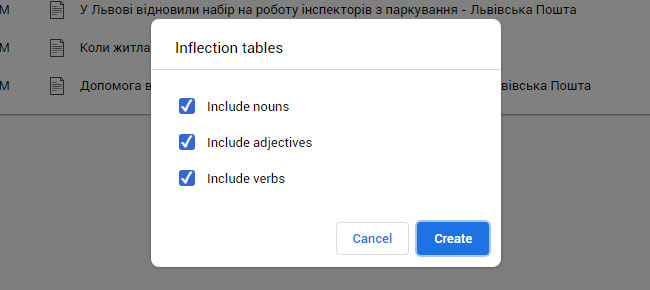 М У Львові відновили набір на роботу інспекторів з паркування - Львівська Пошта
Inflection tables
М Коли житла
М Допомога в вівська Пошта
Include nouns
Include adjectives
Include verbs
Cancel Create